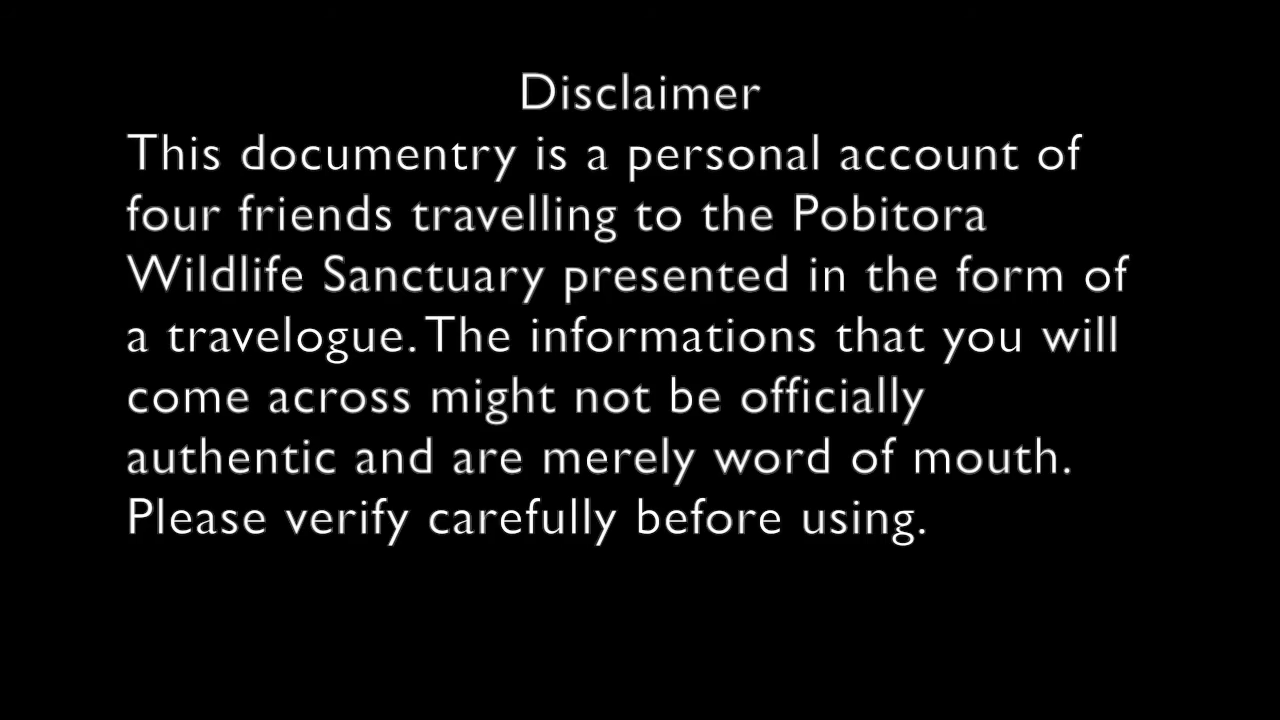 Disclaimer
This documentry is a personal account of
four friends travelling to the Pobitora
Wildlife Sanctuary presented in the form of
a travelogue. The informations that you will
come across might not be officially
authentic and are merely word of mouth.
Please verify carefully before using.